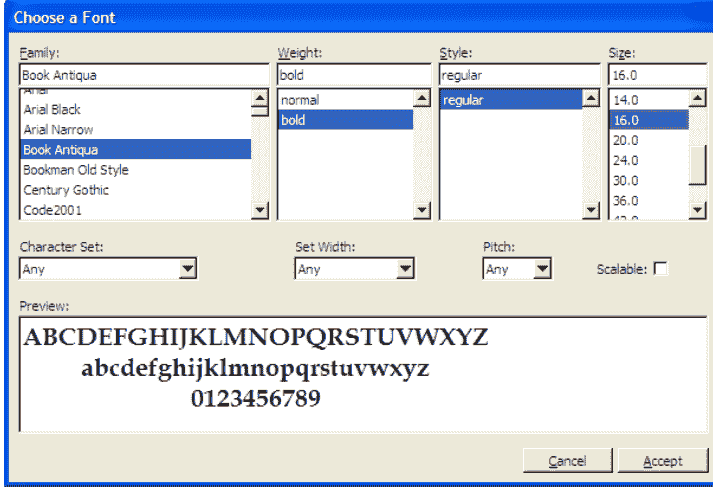 Choose a Font
Family:
Weight:
Style:
Size:
Book Antiqua
bold
regular
16.0
Arial Black
Arial Narrow
Book Antiqua
Bookman Old Style
Century Gothic
Code2001
normal
bold
regular
14.0
16.0
20.0
24.0
30.0
36.0
Character Set:
Set Width:
Pitch:
Any
Any
Any
Scalable:
Preview:
ABCDEFGHIJKLMNOPQRSTUVWXYZ
abcdefghijklmnopqrstuvwxyz
0123456789
Cancel
Accept